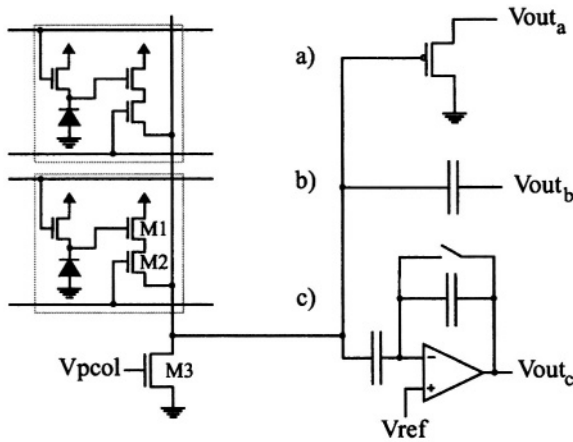 a)
Vout_a
b)
Vout_b
M1
M2
c)
Vpcol
M3
−
+
Vout_c
Vref